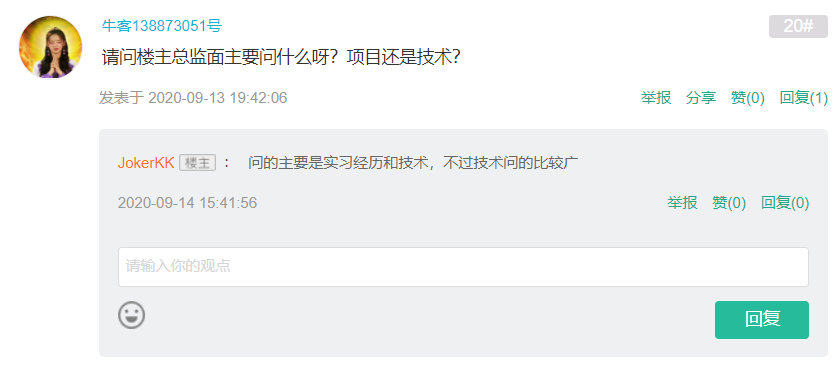 牛客138873051号
20#
请问楼主总监面主要问什么呀？项目还是技术？
发表于 2020-09-13 19:42:06 举报 分享 赞(0) 回复(1)
JokerKK 楼主 ： 问的主要是实习经历和技术，不过技术问的比较广
2020-09-14 15:41:56 举报 赞(0) 回复(0)
请输入你的观点
回复